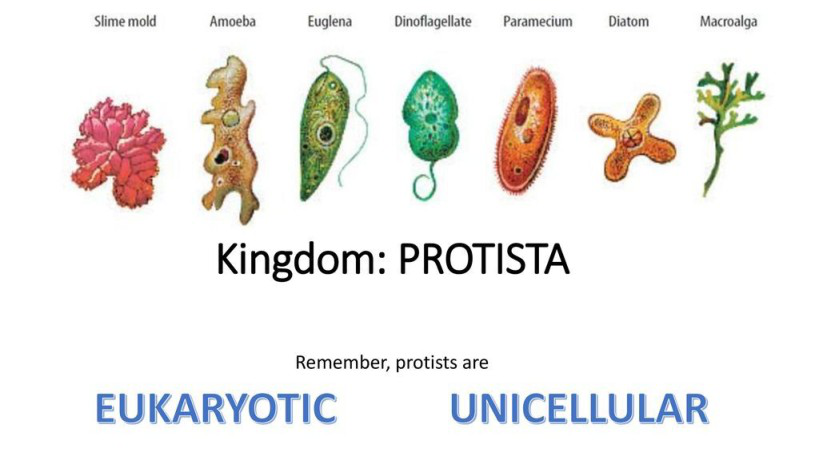 Slime mold Amoeba Euglena Dinoflagellate Paramecium Diatom Macroalga
Kingdom: PROTISTA
Remember, protists are
EUKARYOTIC UNICELLULAR